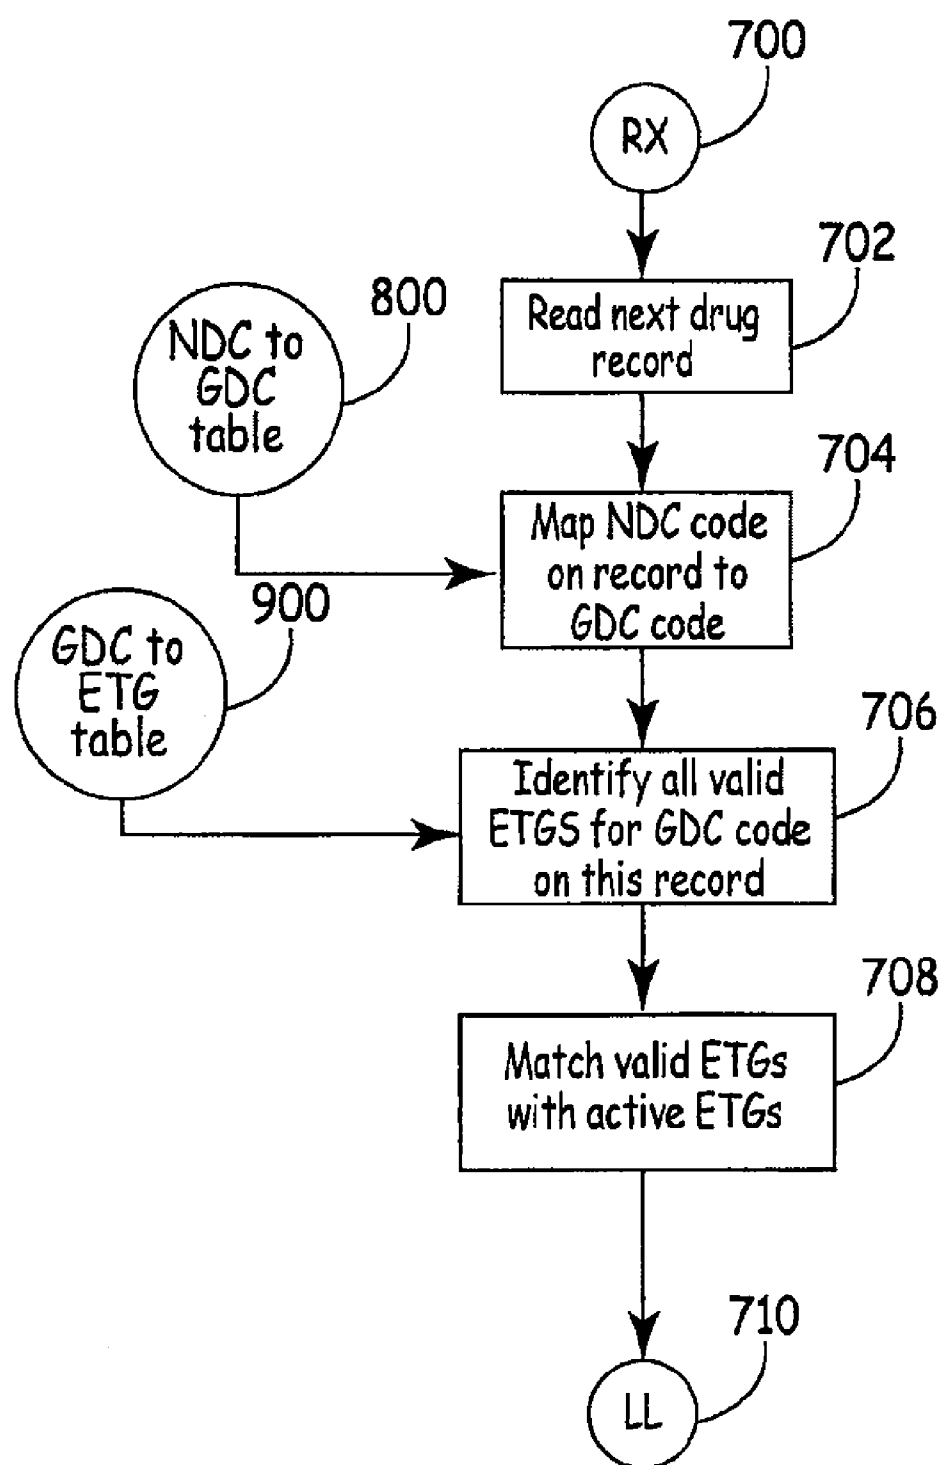 700
RX
702
Read next drug
record
800
NDC to
GDC
table
704
Map NDC code
on record to
GDC code
900
GDC to
ETG
table
706
Identify all valid
ETGS for GDC code
on this record
708
Match valid ETGs
with active ETGs
710
LL